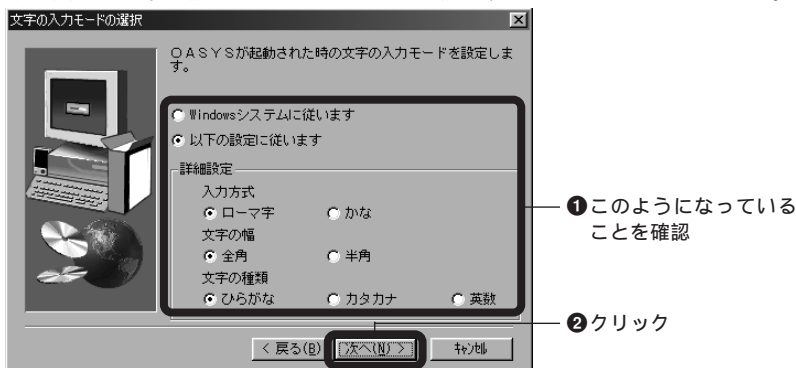 文字の入力モードの選択
ＯＡＳＹＳが起動された時の文字の入力モードを設定しま
す。
Windowsシステムに従います
以下の設定に従います
詳細設定
入力方式
ローマ字 かな
文字の幅
全角 半角
文字の種類
ひらがな カタカナ 英数
❶このようになっている
ことを確認
❷クリック
< 戻る(B) 次へ(N) > ｷｬﾝｾﾙ